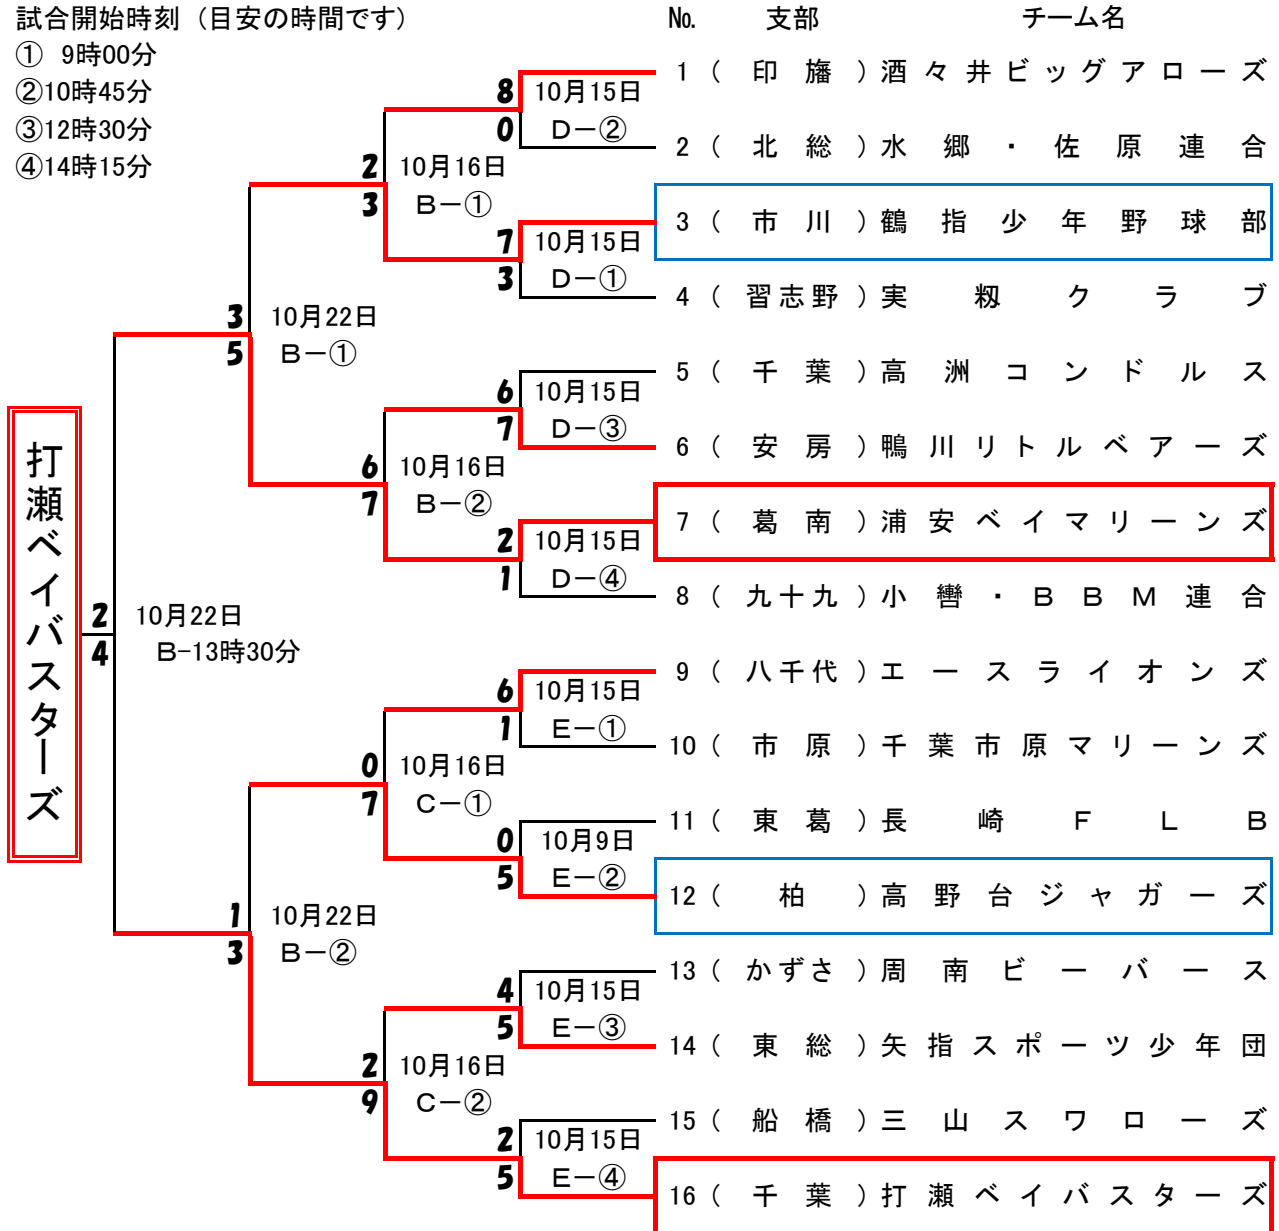 試合開始時刻（目安の時間です）
① 9時00分
②10時45分
③12時30分
④14時15分
No. 支部 チーム名
1（印旛）酒々井ビッグアローズ
2（北総）水郷・佐原連合
3（市川）鶴指少年野球部
4（習志野）実籾クラブ
5（千葉）高洲コンドルス
6（安房）鴨川リトルベアーズ
7（葛南）浦安ベイマリーンズ
8（九十九）小轡・ＢＢＭ連合
9（八千代）エースライオンズ
10（市原）千葉市原マリーンズ
11（東葛）長崎ＦＬＢ
12（柏）高野台ジャガーズ
13（かずさ）周南ビーバース
14（東総）矢指スポーツ少年団
15（船橋）三山スワローズ
16（千葉）打瀬ベイバスターズ
8 10月15日
0 Ｄ－②
7 10月15日
3 Ｄ－①
6 10月15日
7 Ｄ－③
2 10月15日
1 Ｄ－④
6 10月15日
1 Ｅ－①
0 10月9日
5 Ｅ－②
4 10月15日
5 Ｅ－③
2 10月15日
5 Ｅ－④
2 10月16日
3 Ｂ－①
6 10月16日
7 Ｂ－②
0 10月16日
7 Ｃ－①
2 10月16日
9 Ｃ－②
3 10月22日
5 Ｂ－①
1 10月22日
3 Ｂ－②
2 10月22日
4 Ｂ-13時30分
打瀬ベイバスターズ